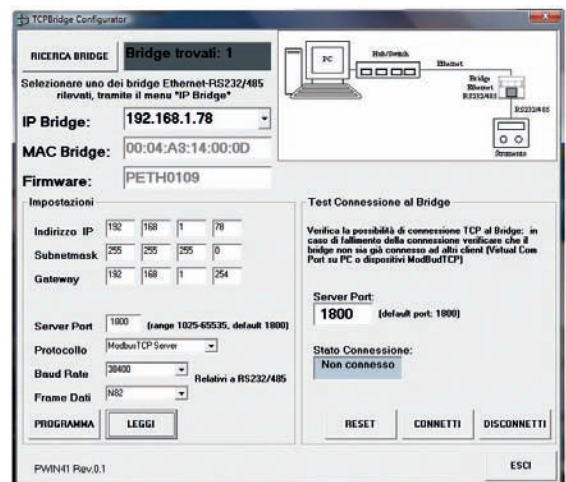 TCPBridge Configurator
RICERCA BRIDGE
Bridge trovati: 1
Selezionare uno dei bridge Ethernet-RS232/485
rilevati, tramite il menu "IP Bridge"
IP Bridge:
192.168.1.78
MAC Bridge:
00:04:A3:14:00:0D
Firmware:
PETH0109
PC
Hub/Switch
Ethernet
Bridge
Ethernet
RS232/485
RS232/485
Strumento
Impostazioni
Indirizzo IP 192 168 1 78
Subnetmask 255 255 255 0
Gateway 192 168 1 254
Server Port 1800 (range 1025-65535, default 1800)
Protocollo ModbusTCP Server
Baud Rate 38400
Relativi a RS232/485
Frame Dati N82
PROGRAMMA LEGGI
Test Connessione al Bridge
Verifica la possibilità di connessione TCP al Bridge: in
caso di fallimento della connessione verificare che il
bridge non sia già connesso ad altri client (Virtual Com
Port su PC o dispositivi ModBudTCP)
Server Port:
1800 (default port: 1800)
Stato Connessione:
Non connesso
RESET CONNETTI DISCONNETTI
PWIN41 Rev.0.1
ESCI